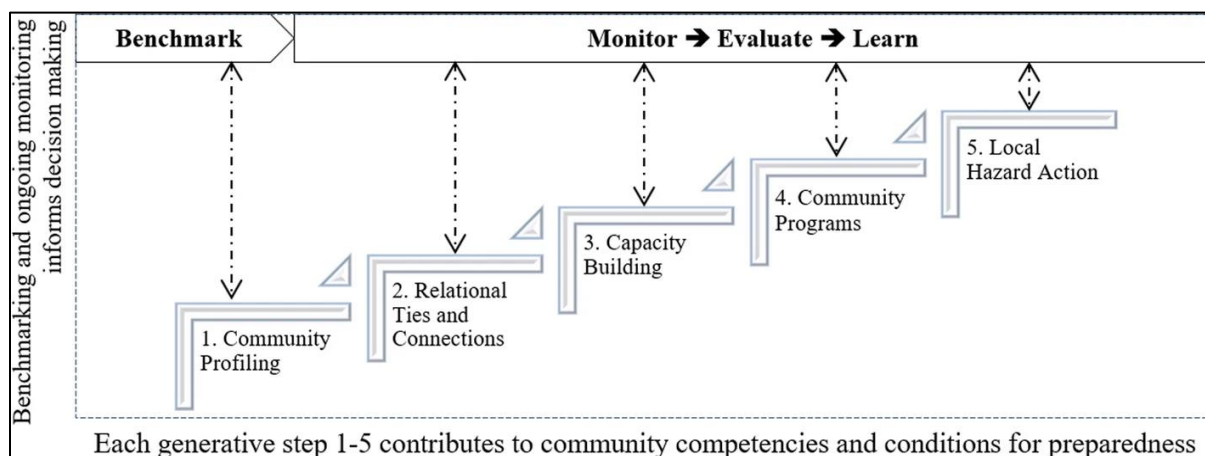 Benchmarking and ongoing monitoring
informs decision making
Benchmark
Monitor ➔ Evaluate ➔ Learn
1. Community
Profiling
2. Relational
Ties and
Connections
3. Capacity
Building
4. Community
Programs
5. Local
Hazard Action
Each generative step 1-5 contributes to community competencies and conditions for preparedness